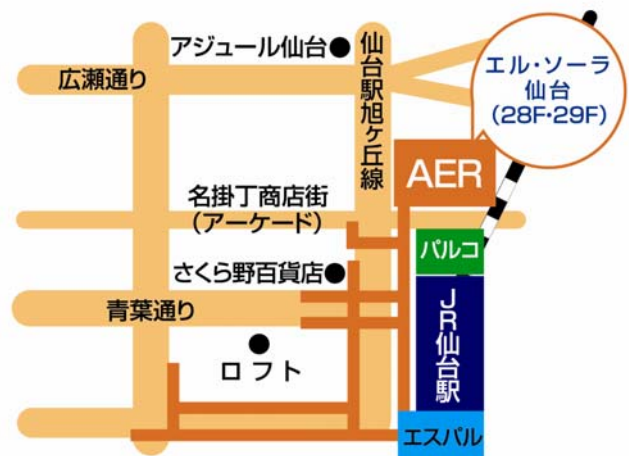 アジュール仙台
仙台駅旭ヶ丘線
エル・ソーラ
仙台
(28F・29F)
広瀬通り
AER
名掛丁商店街
(アーケード)
パルコ
さくら野百貨店
青葉通り
JR仙台駅
ロフト
エスパル